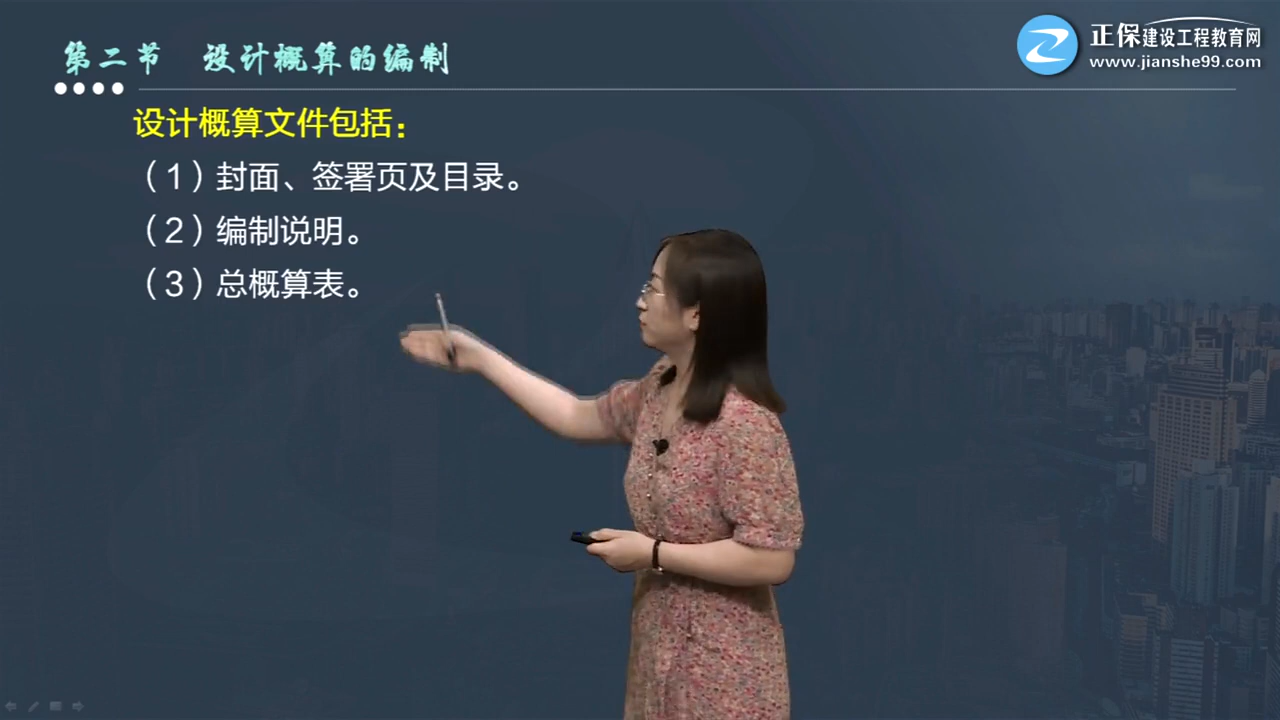 正保建设工程教育网
www.jianshe99.com
第二节 设计概算的编制
设计概算文件包括：
（1）封面、签署页及目录。
（2）编制说明。
（3）总概算表。